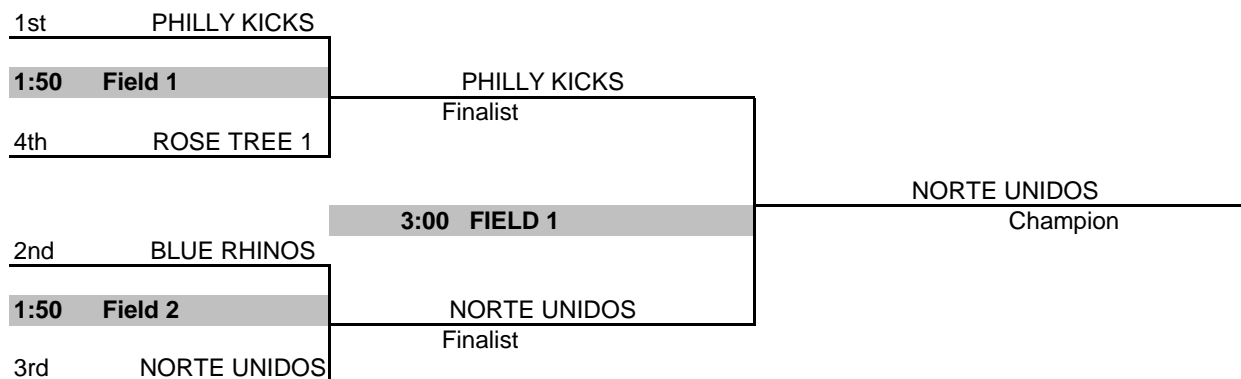 1st PHILLY KICKS
1:50 Field 1 PHILLY KICKS
Finalist
4th ROSE TREE 1
NORTE UNIDOS
3:00 FIELD 1 Champion
2nd BLUE RHINOS
1:50 Field 2 NORTE UNIDOS
Finalist
3rd NORTE UNIDOS